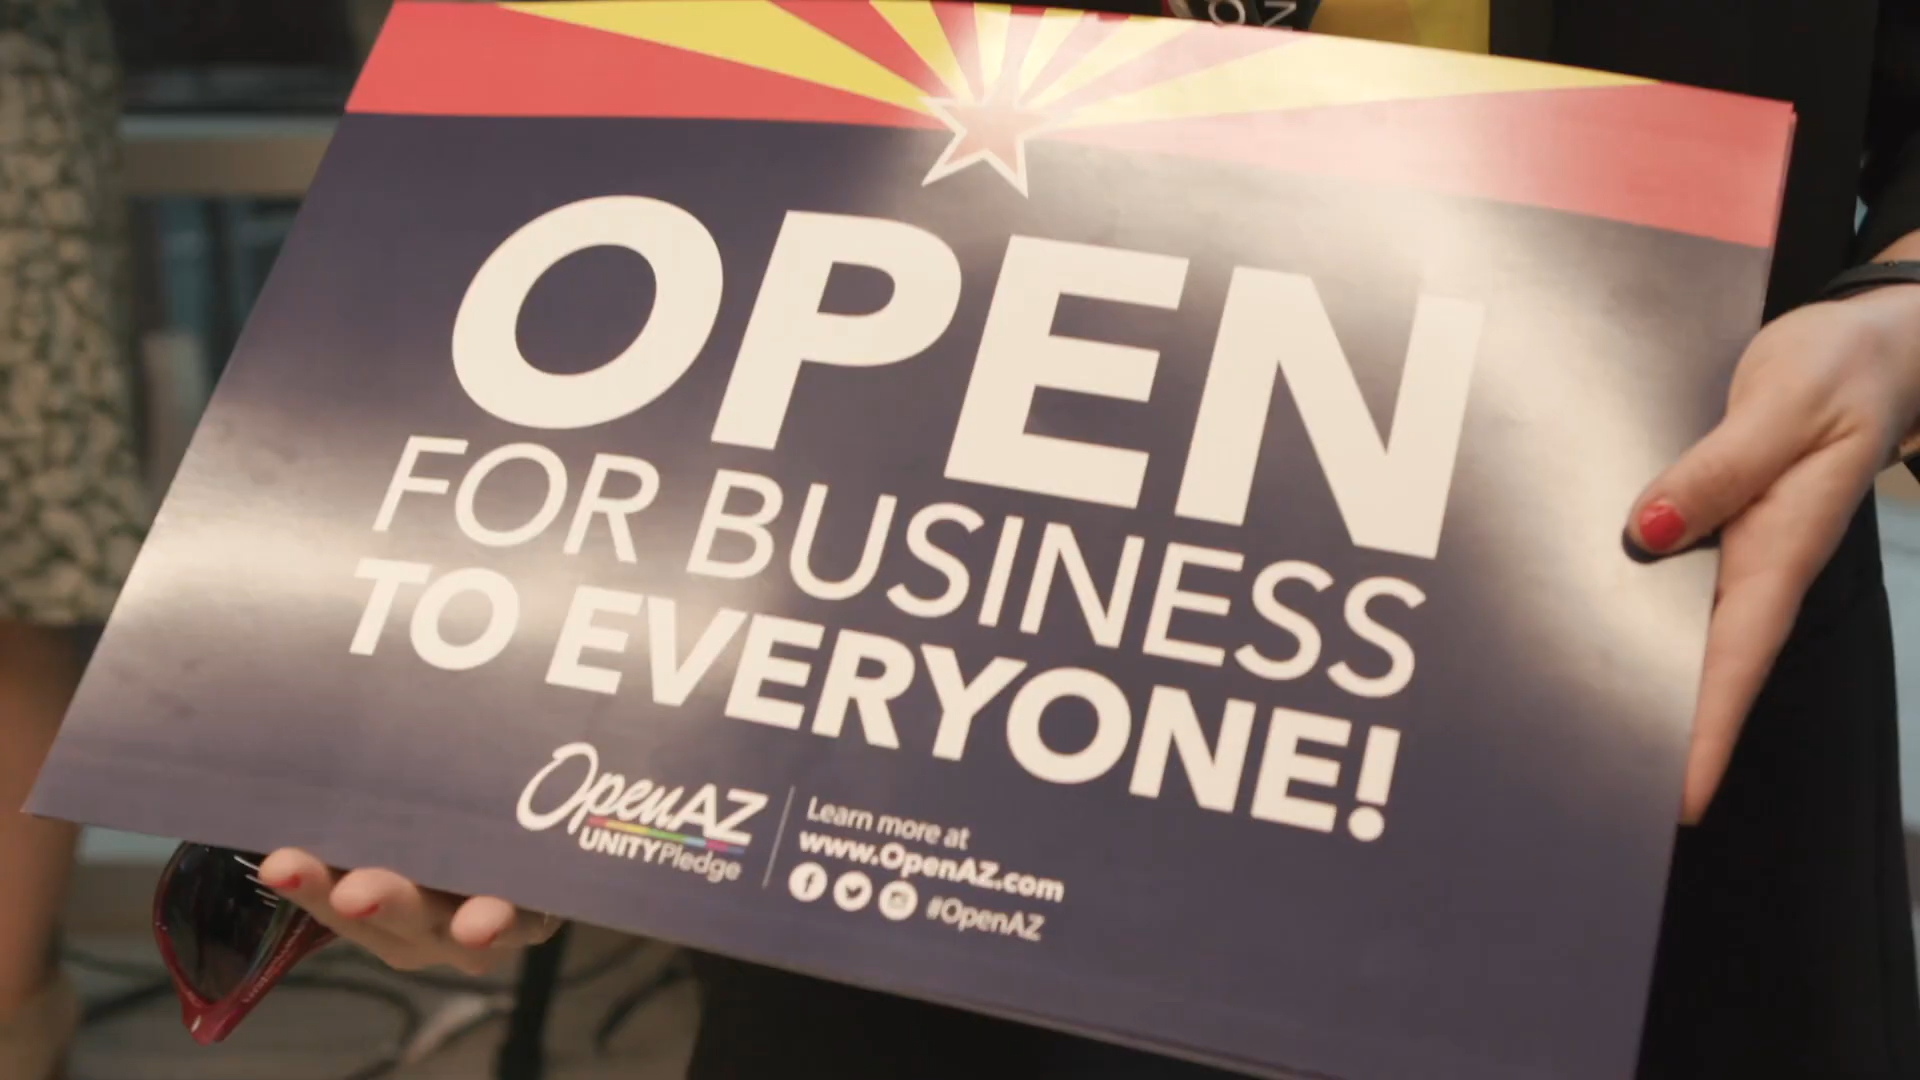 OPEN
FOR BUSINESS
TO EVERYONE!
OpenAZ
UNITYPledge
Learn more at
www.OpenAZ.com
#OpenAZ